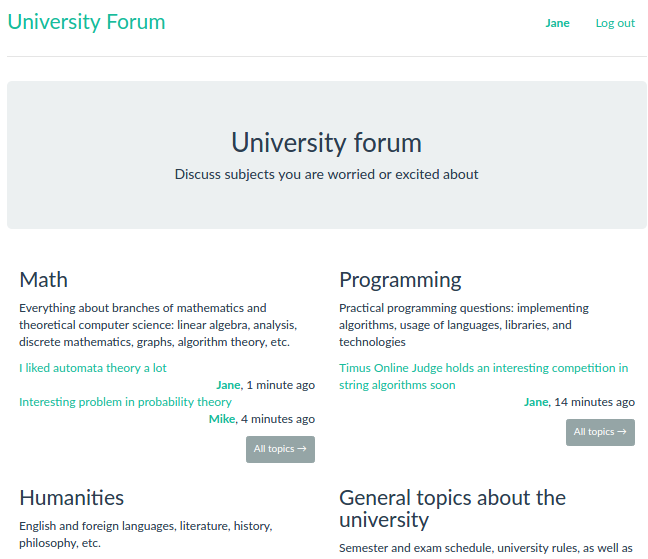 University Forum
Jane
Log out
University forum
Discuss subjects you are worried or excited about
Math
Everything about branches of mathematics and
theoretical computer science: linear algebra, analysis,
discrete mathematics, graphs, algorithm theory, etc.
I liked automata theory a lot
Jane, 1 minute ago
Interesting problem in probability theory
Mike, 4 minutes ago
All topics →
Programming
Practical programming questions: implementing
algorithms, usage of languages, libraries, and
technologies
Timus Online Judge holds an interesting competition in
string algorithms soon
Jane, 14 minutes ago
All topics →
Humanities
English and foreign languages, literature, history,
philosophy, etc.
General topics about the
university
Semester and exam schedule, university rules, as well as